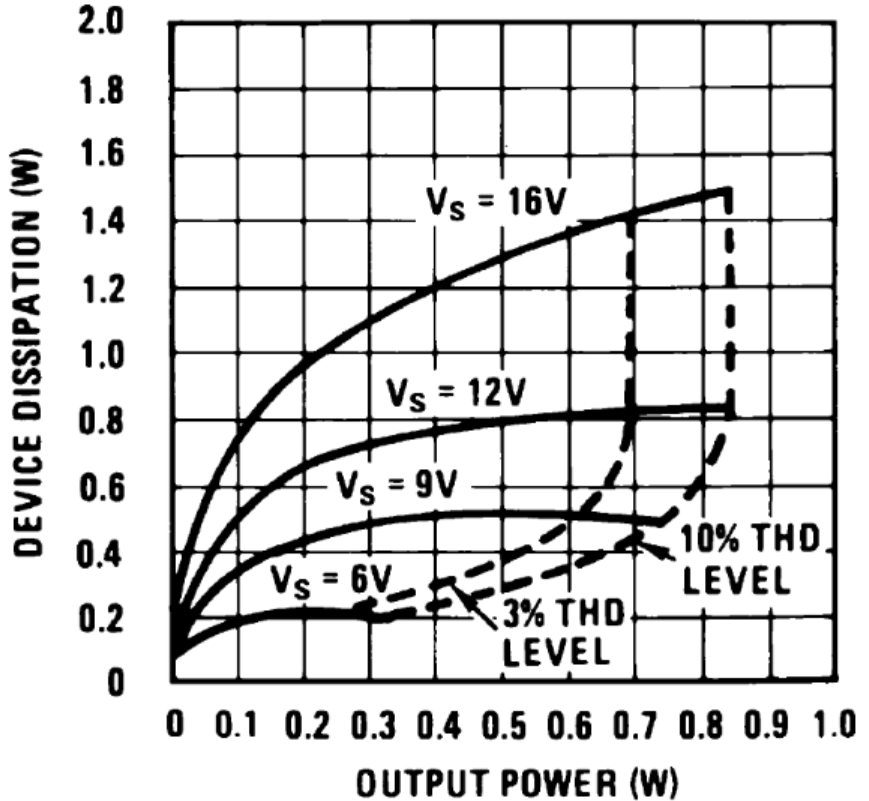 2.0
1.8
1.6
1.4
1.2
1.0
0.8
0.6
0.4
0.2
0
DEVICE DISSIPATION (W)
VS = 16V
VS = 12V
VS = 9V
VS = 6V
10% THD
LEVEL
3% THD
LEVEL
0 0.1 0.2 0.3 0.4 0.5 0.6 0.7 0.8 0.9 1.0
OUTPUT POWER (W)